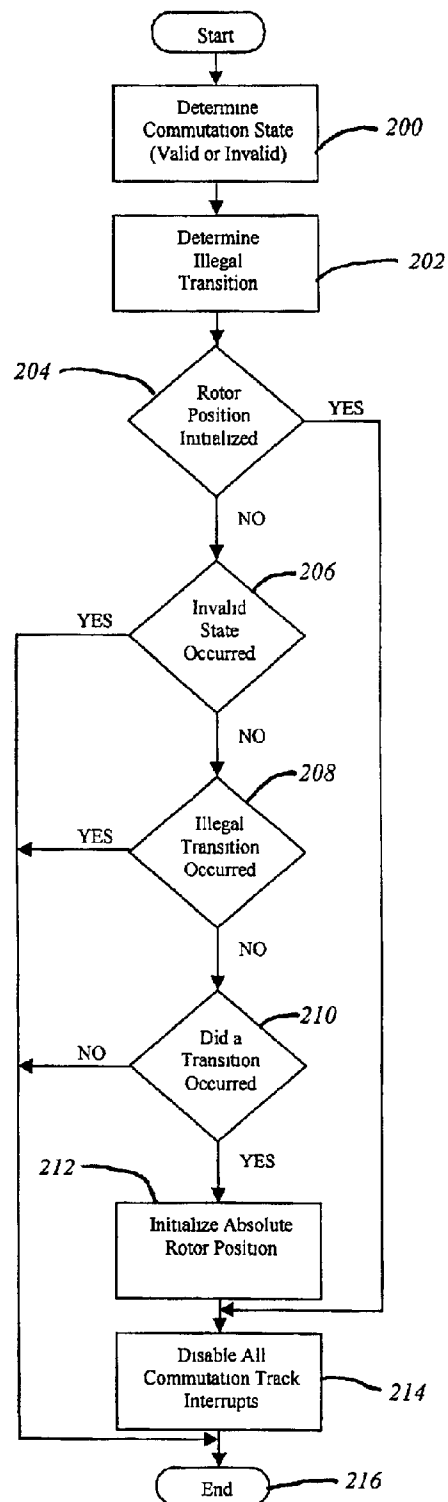 Start
Determine
Commutation State
(Valid or Invalid)
200
Determine
Illegal
Transition
202
204
Rotor
Position
Initialized
YES
NO
206
Invalid
State
Occurred
YES
NO
208
Illegal
Transition
Occurred
YES
NO
210
Did a
Transition
Occurred
NO
YES
212
Initialize Absolute
Rotor Position
Disable All
Commutation Track
Interrupts
214
End
216